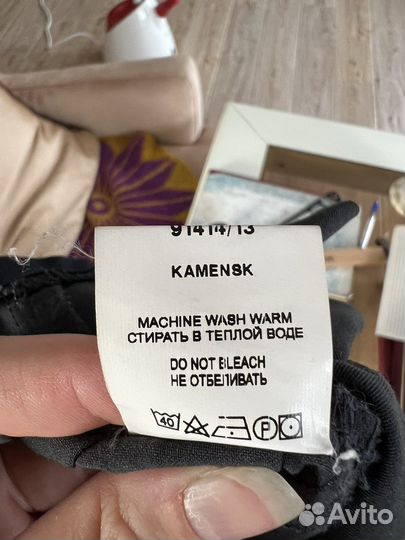 91414/13
KAMENSK
MACHINE WASH WARM
СТИРАТЬ В ТЕПЛОЙ ВОДЕ
DO NOT BLEACH
НЕ ОТБЕЛИВАТЬ
40 P
Avito